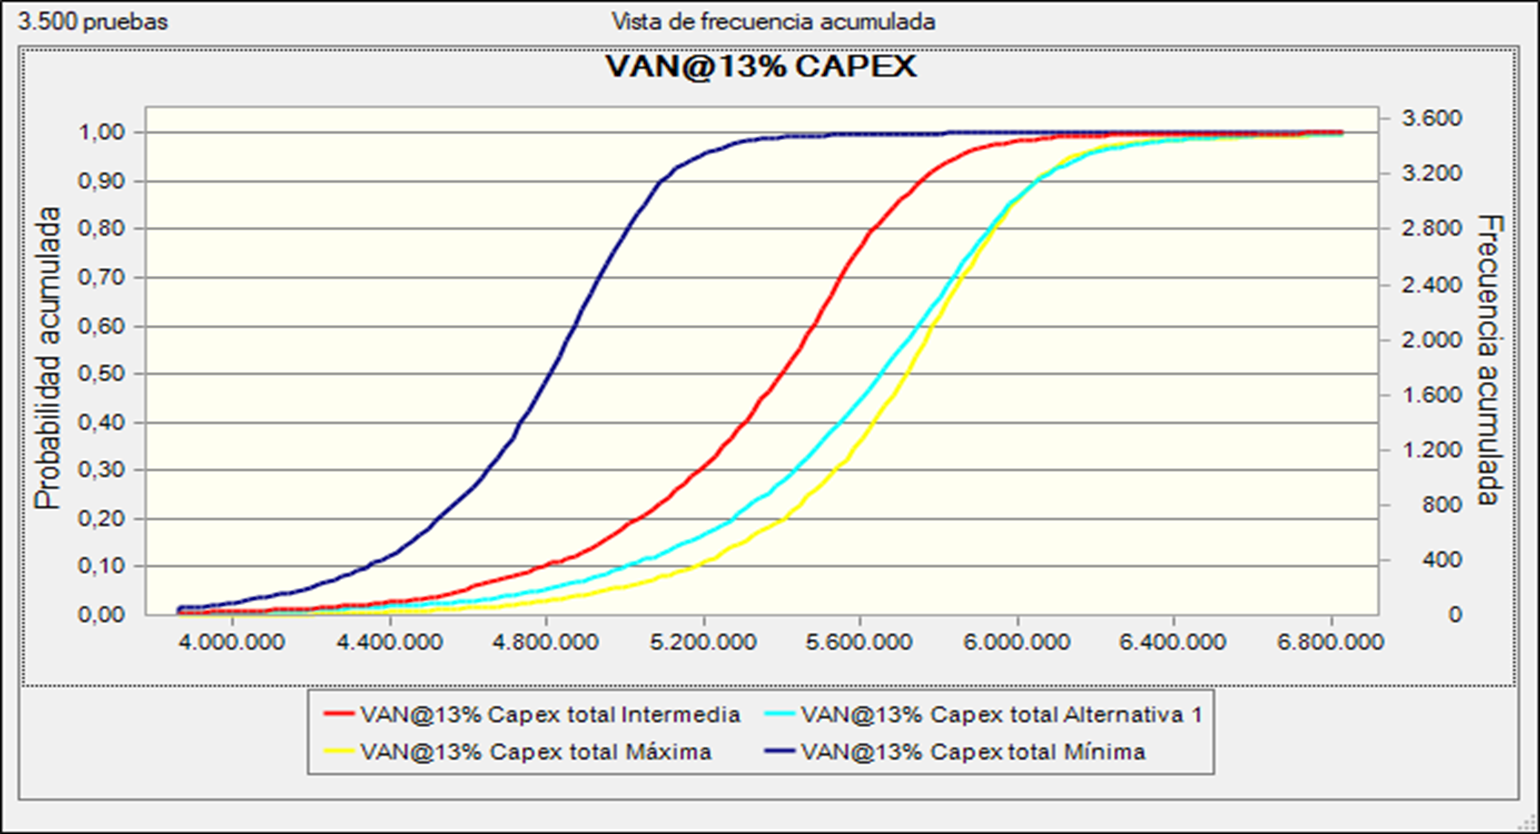 3.500 pruebas
Vista de frecuencia acumulada
VAN@13% CAPEX
Probabilidad acumulada
1,00
0,90
0,80
0,70
0,60
0,50
0,40
0,30
0,20
0,10
0,00
3.600
3.200
2.800
2.400
2.000
1.600
1.200
800
400
0
Frecuencia acumulada
4.000.000 4.400.000 4.800.000 5.200.000 5.600.000 6.000.000 6.400.000 6.800.000
VAN@13% Capex total Intermedia
VAN@13% Capex total Alternativa 1
VAN@13% Capex total Máxima
VAN@13% Capex total Mínima